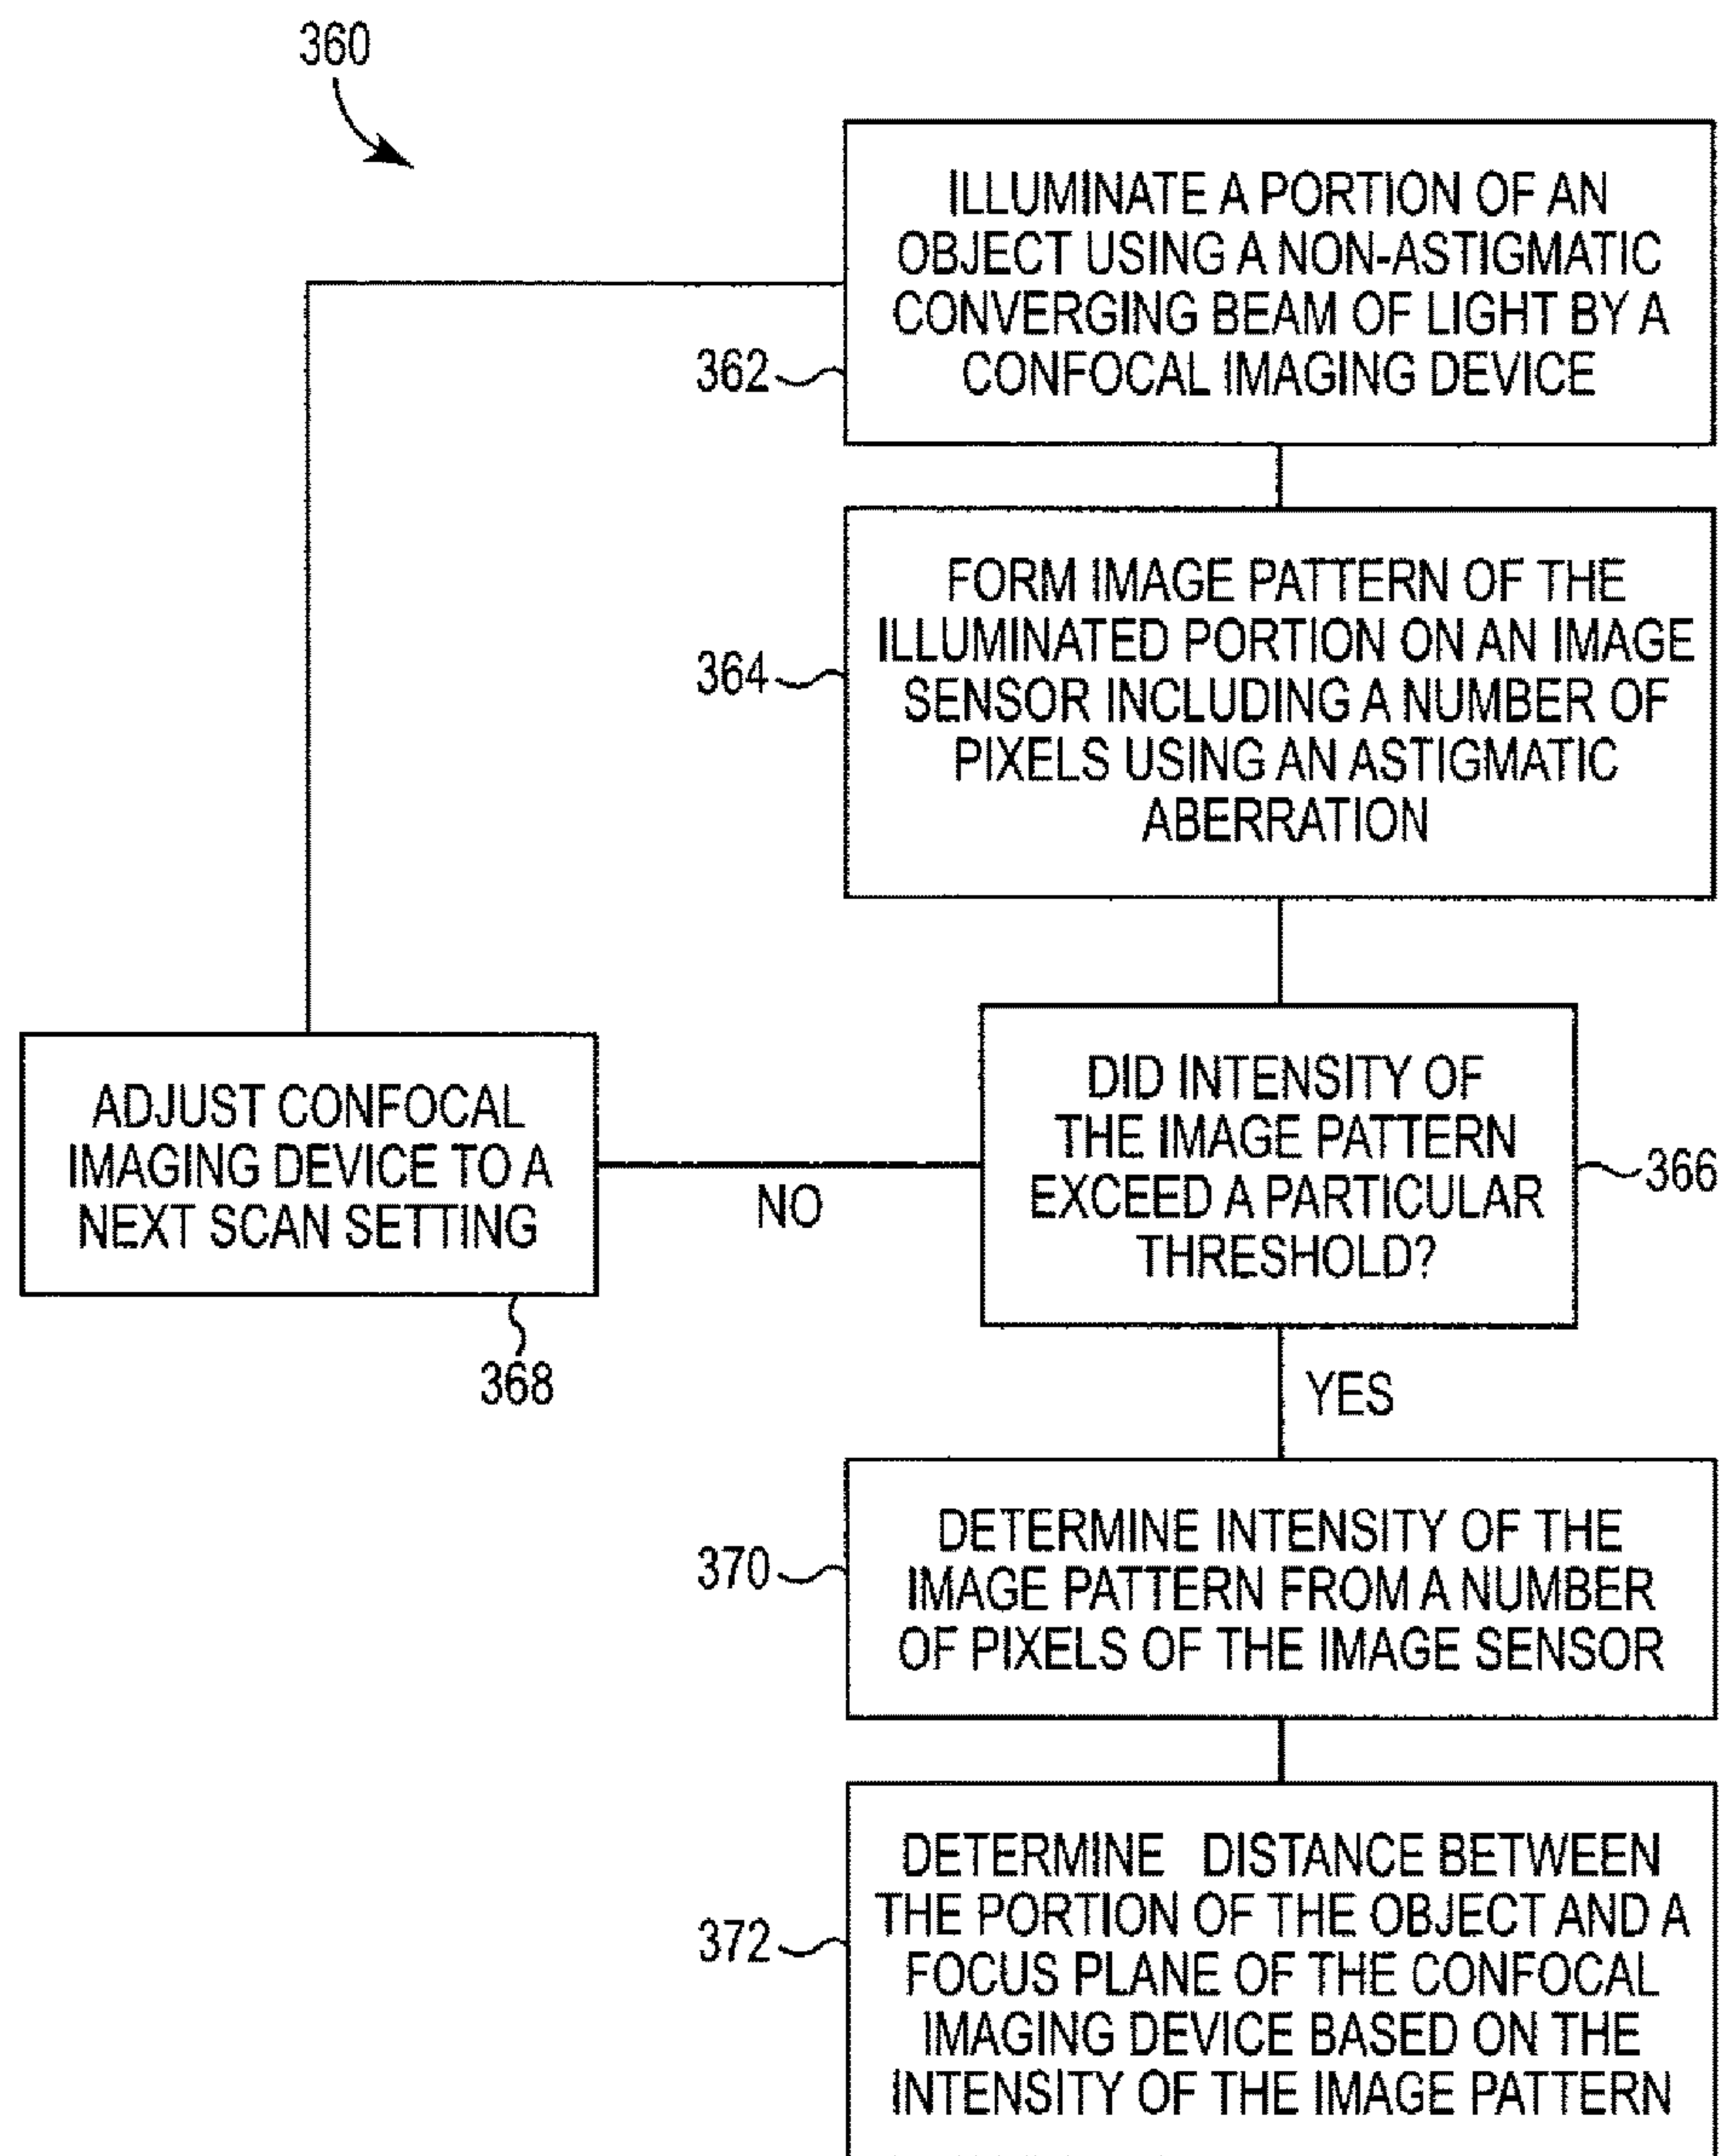 360
ILLUMINATE A PORTION OF AN
OBJECT USING A NON-ASTIGMATIC
CONVERGING BEAM OF LIGHT BY A
CONFOCAL IMAGING DEVICE
362
FORM IMAGE PATTERN OF THE
ILLUMINATED PORTION ON AN IMAGE
SENSOR INCLUDING A NUMBER OF
PIXELS USING AN ASTIGMATIC
ABERRATION
364
DID INTENSITY OF
THE IMAGE PATTERN
EXCEED A PARTICULAR
THRESHOLD?
366
NO
ADJUST CONFOCAL
IMAGING DEVICE TO A
NEXT SCAN SETTING
368
YES
DETERMINE INTENSITY OF THE
IMAGE PATTERN FROM A NUMBER
OF PIXELS OF THE IMAGE SENSOR
370
DETERMINE DISTANCE BETWEEN
THE PORTION OF THE OBJECT AND A
FOCUS PLANE OF THE CONFOCAL
IMAGING DEVICE BASED ON THE
INTENSITY OF THE IMAGE PATTERN
372